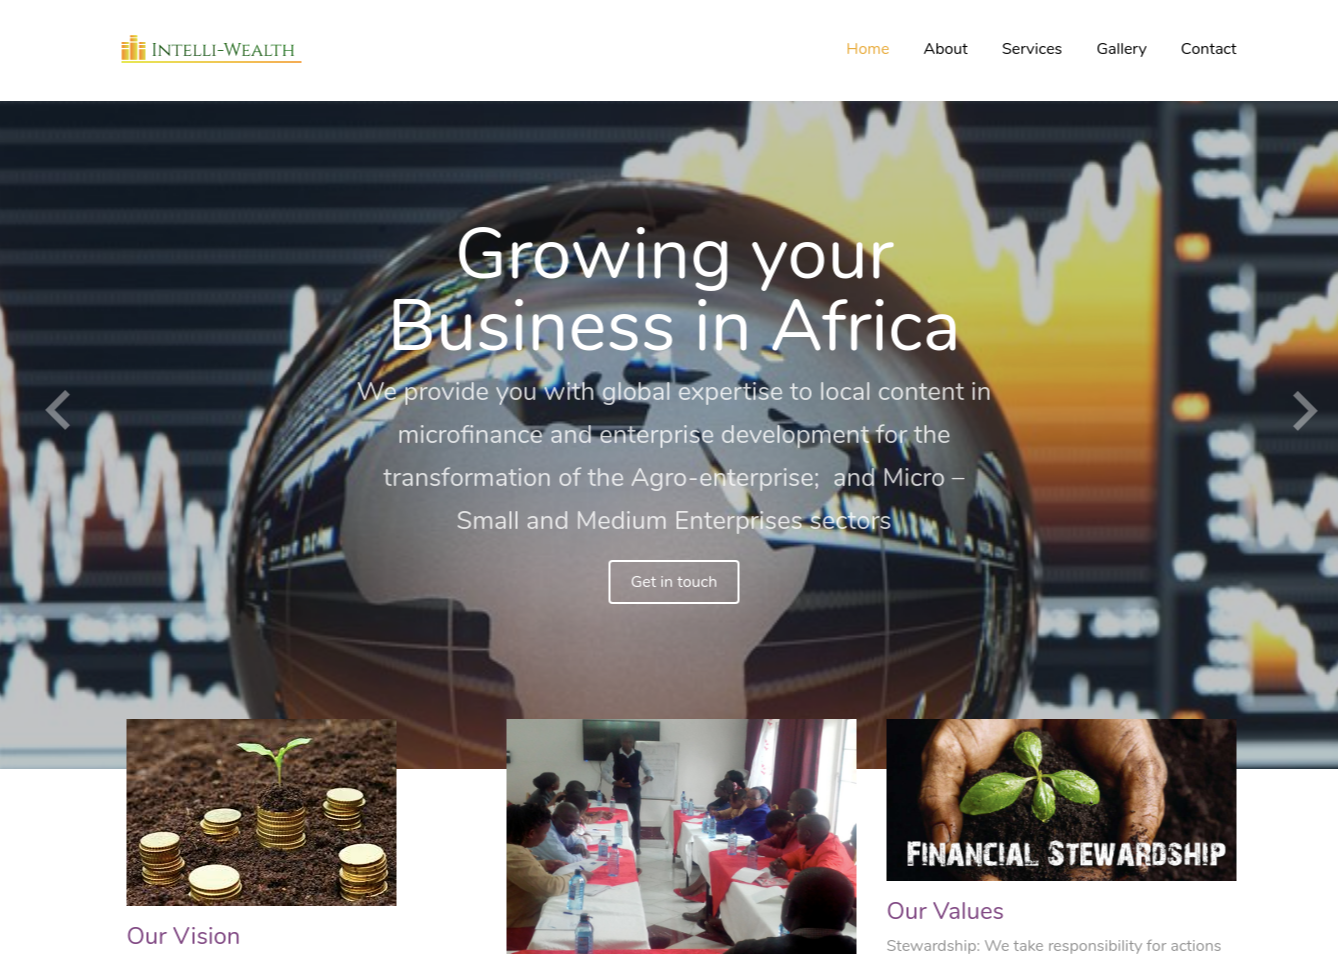 Intelli-Wealth
Home
About
Services
Gallery
Contact
Growing your
Business in Africa
We provide you with global expertise to local content in
microfinance and enterprise development for the
transformation of the Agro-enterprise;  and Micro –
Small and Medium Enterprises sectors
Get in touch
Financial Stewardship
Our Vision
Our Values
Stewardship: We take responsibility for actions